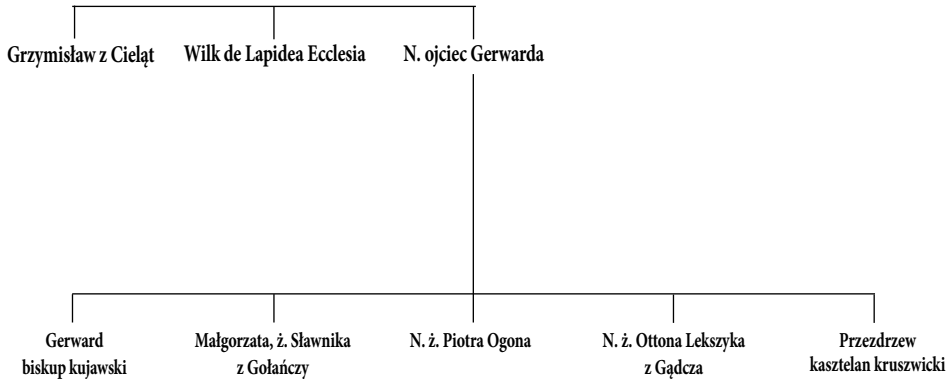 Grzymisław z Cieląt Wilk de Lapidea Ecclesia N. ojciec Gerwarda
Gerward
biskup kujawski
Małgorzata, ż. Sławnika
z Gołańczy
N. ż. Piotra Ogona
N. ż. Ottona Lekszyka
z Gądcza
Przezdrzew
kasztelan kruszwicki